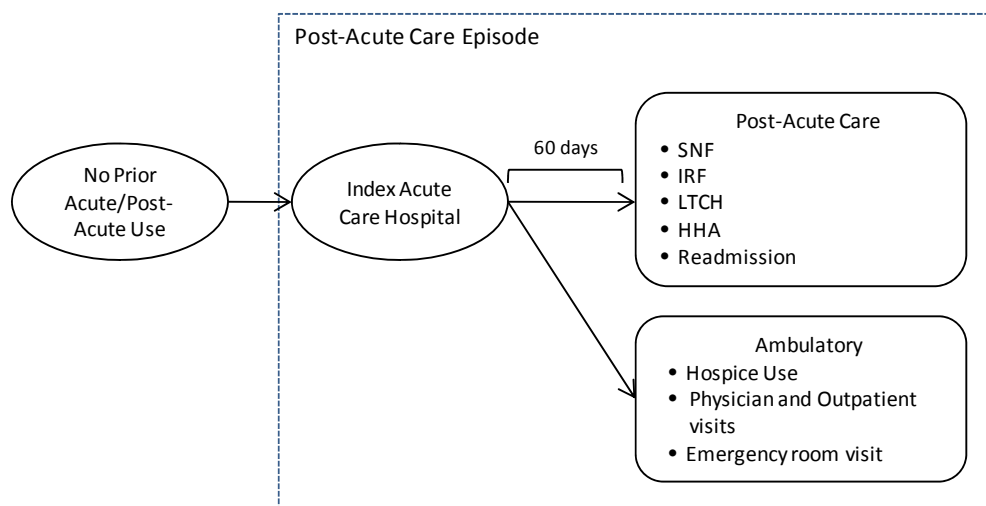 Post-Acute Care Episode
No Prior
Acute/Post-
Acute Use
Index Acute
Care Hospital
60 days
Post-Acute Care
• SNF
• IRF
• LTCH
• HHA
• Readmission
Ambulatory
• Hospice Use
• Physician and Outpatient
visits
• Emergency room visit